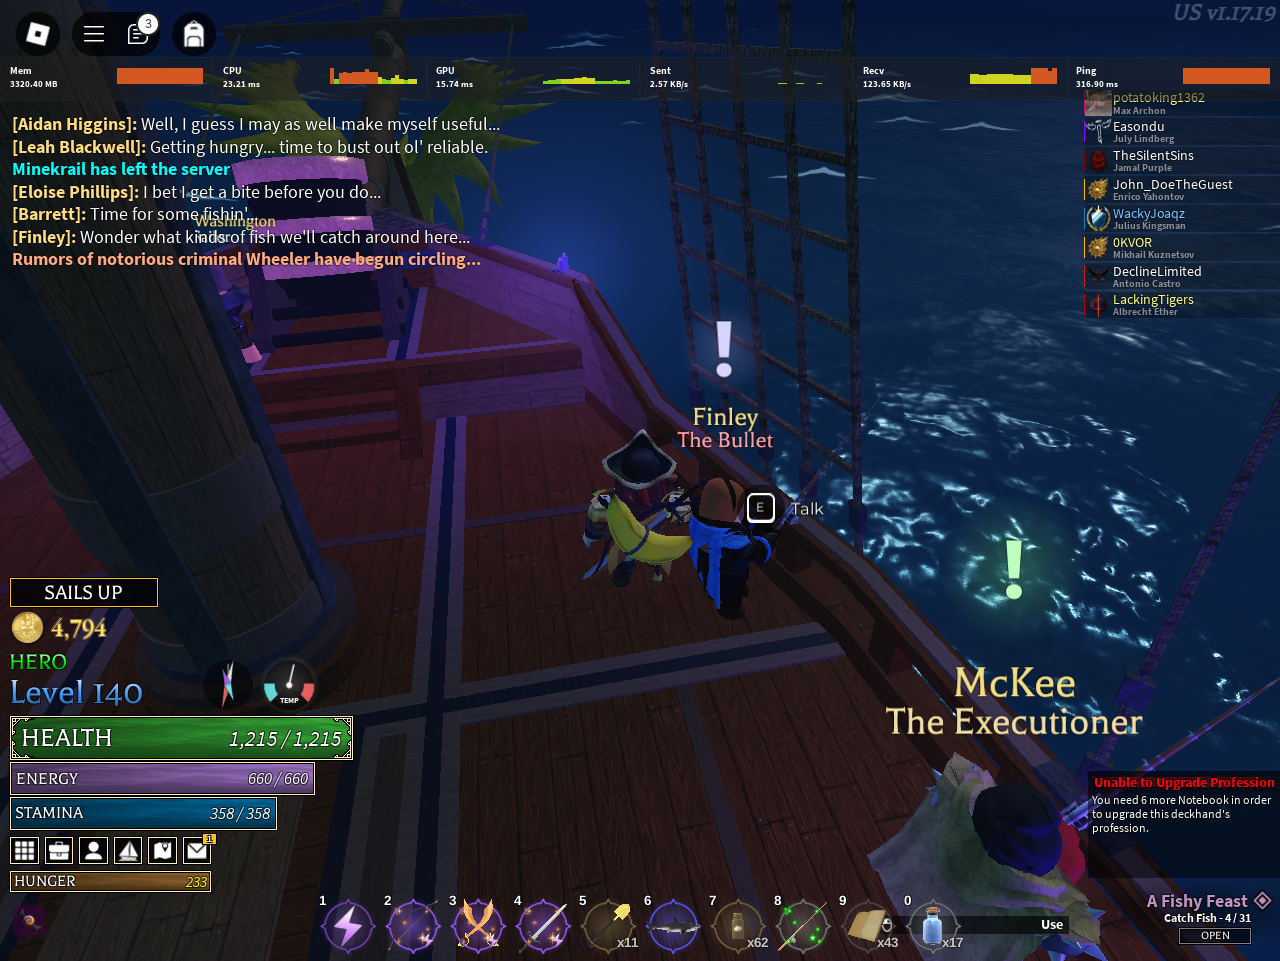 3
US v1.17.19
Mem
3320.40 MB
CPU
23.21 ms
GPU
15.74 ms
Sent
2.57 KB/s
Recv
123.65 KB/s
Ping
316.90 ms
potatoking1362
Max Archon
Easondu
July Lindberg
TheSilentSins
Jamal Purple
John_DoeTheGuest
Enrico Yahontov
WackyJoaqz
Julius Kingsman
0KVOR
Mikhail Kuznetsov
DeclineLimited
Antonio Castro
LackingTigers
Albrecht Ether
[Aidan Higgins]: Well, I guess I may as well make myself useful...
[Leah Blackwell]: Getting hungry... time to bust out ol' reliable.
Minekrail has left the server
[Eloise Phillips]: I bet I get a bite before you do...
[Barrett]: Time for some fishin'...
Washington
[Finley]: Wonder what kinda of fish we'll catch around here...
Rumors of notorious criminal Wheeler have begun circling...
!
Finley
The Bullet
E Talk
!
McKee
The Executioner
SAILS UP
4,794
HERO
Level 140
TEMP
HEALTH 1,215 / 1,215
ENERGY 660 / 660
STAMINA 358 / 358
1
HUNGER 233
Unable to Upgrade Profession
You need 6 more Notebook in order
to upgrade this deckhand's
profession.
A Fishy Feast
Catch Fish - 4 / 31
OPEN
1 2 3 4 5 6 7 8 9 0
x11 x62 x43 x17
Use